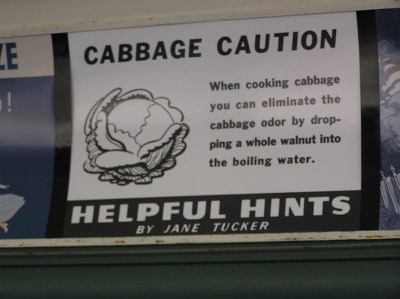 CABBAGE CAUTION
When cooking cabbage
you can eliminate the
cabbage odor by drop-
ping a whole walnut into
the boiling water.
HELPFUL HINTS
BY JANE TUCKER
ZE
!